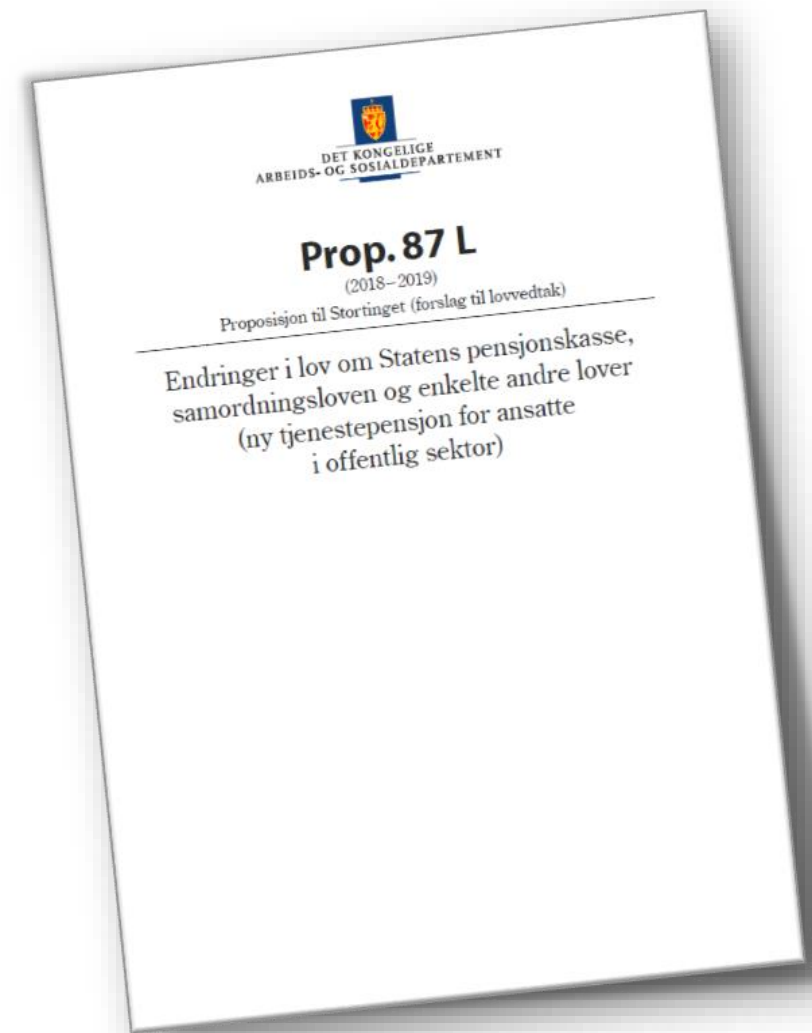 DET KONGELIGE
ARBEIDS- OG SOSIALDEPARTEMENT
Prop. 87 L
(2018–2019)
Proposisjon til Stortinget (forslag til lovvedtak)
Endringer i lov om Statens pensjonskasse,
samordningsloven og enkelte andre lover
(ny tjenestepensjon for ansatte
i offentlig sektor)